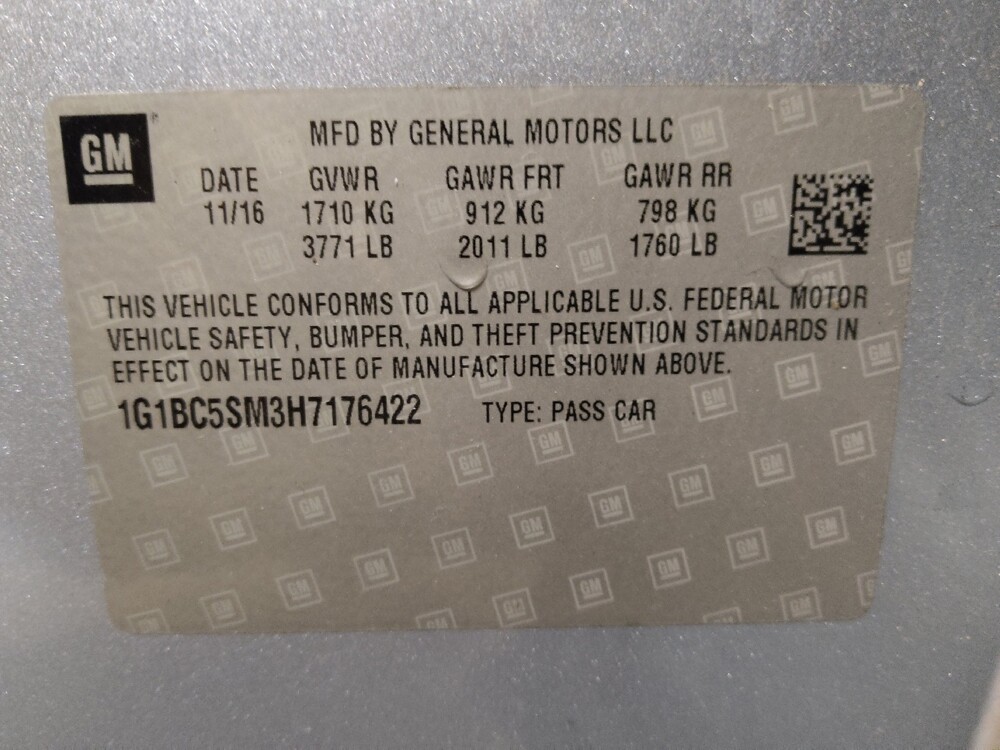 GM
MFD BY GENERAL MOTORS LLC
DATE GVWR GAWR FRT GAWR RR
11/16 1710 KG 912 KG 798 KG
3771 LB 2011 LB 1760 LB
THIS VEHICLE CONFORMS TO ALL APPLICABLE U.S. FEDERAL MOTOR
VEHICLE SAFETY, BUMPER, AND THEFT PREVENTION STANDARDS IN
EFFECT ON THE DATE OF MANUFACTURE SHOWN ABOVE.
1G1BC5SM3H7176422 TYPE: PASS CAR